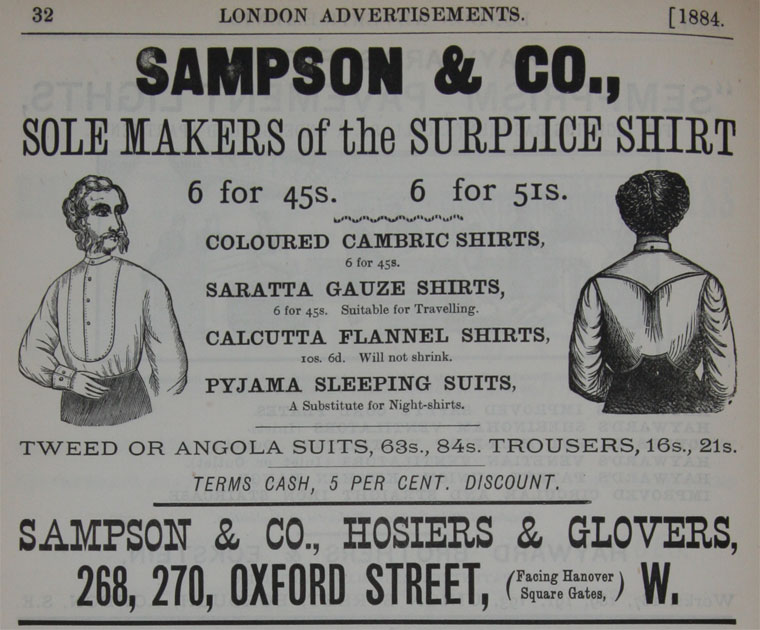 32 LONDON ADVERTISEMENTS. [1884.
SAMPSON & CO.,
SOLE MAKERS of the SURPLICE SHIRT
6 for 45s. 6 for 51s.
COLOURED CAMBRIC SHIRTS,
6 for 45s.
SARATTA GAUZE SHIRTS,
6 for 45s. Suitable for Travelling.
CALCUTTA FLANNEL SHIRTS,
10s. 6d. Will not shrink.
PYJAMA SLEEPING SUITS,
A Substitute for Night-shirts.
TWEED OR ANGOLA SUITS, 63s., 84s. TROUSERS, 16s., 21s.
TERMS CASH, 5 PER CENT. DISCOUNT.
SAMPSON & CO., HOSIERS & GLOVERS,
268, 270, OXFORD STREET, (Facing Hanover Square Gates,) W.